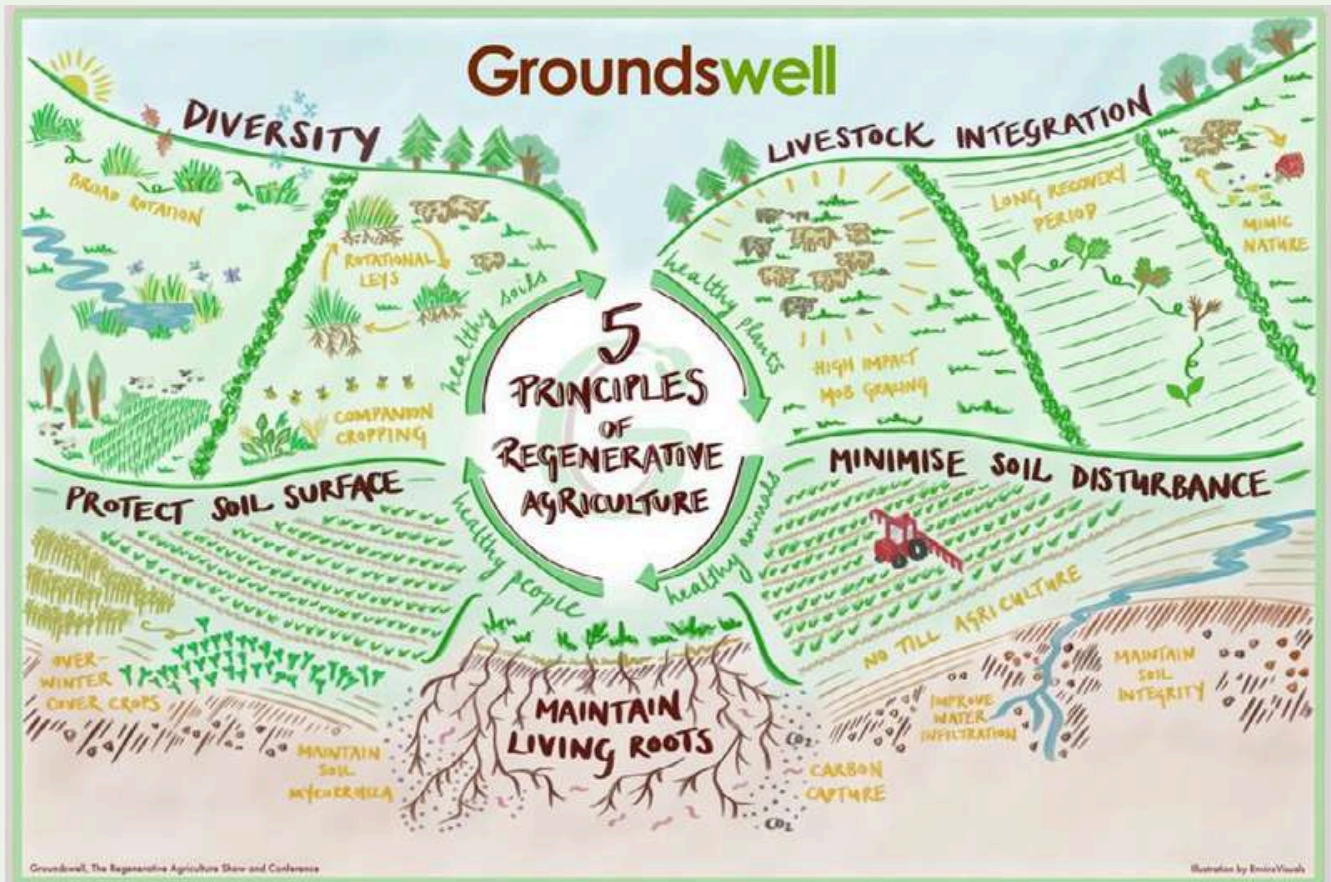 Groundswell
DIVERSITY
BROAD ROTATION
ROTATIONAL
LEYS
COMPANION
CROPPING
LIVESTOCK INTEGRATION
HIGH IMPACT
MOB GRAZING
LONG RECOVERY
PERIOD
MIMIC
NATURE
5
PRINCIPLES
OF
REGENERATIVE
AGRICULTURE
healthy soils
healthy plants
healthy animals
healthy people
PROTECT SOIL SURFACE
OVER-
WINTER
COVER CROPS
MAINTAIN
SOIL
MYCORRHIZA
MAINTAIN
LIVING ROOTS
CO2
CARBON
CAPTURE
CO2
MINIMISE SOIL DISTURBANCE
NO TILL AGRICULTURE
IMPROVE
WATER
INFILTRATION
MAINTAIN
SOIL
INTEGRITY
Groundswell, The Regenerative Agriculture Show and Conference
Illustration by EnviroVisuals